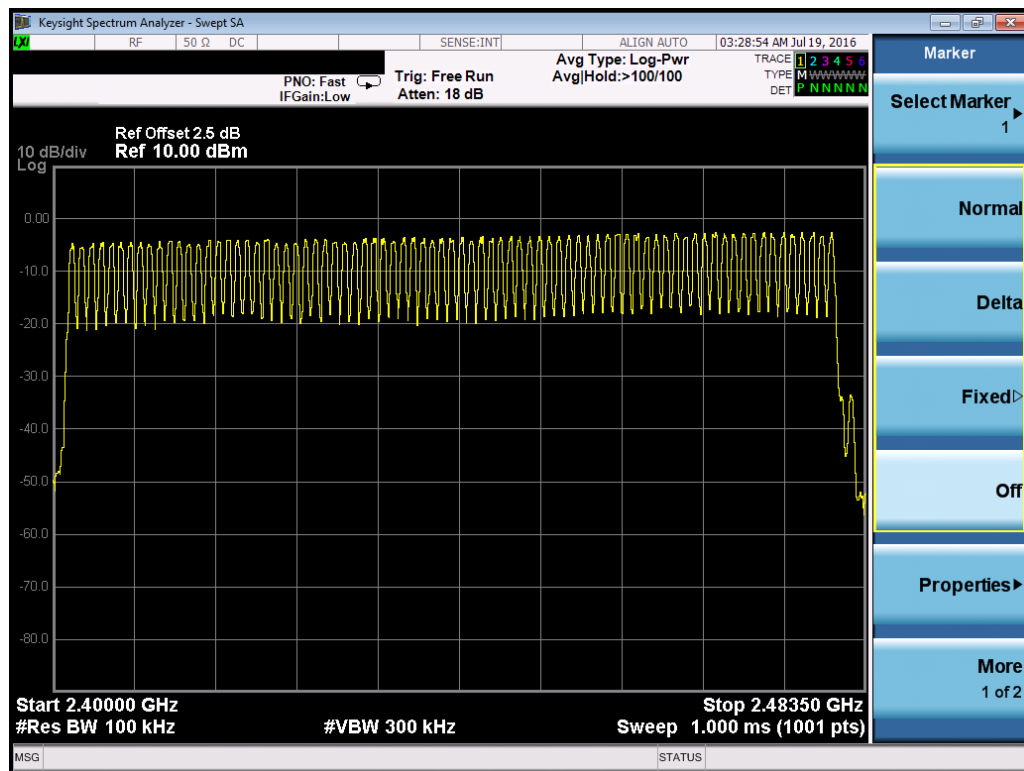 Keysight Spectrum Analyzer - Swept SA
LXI RF 50 Ω DC SENSE:INT ALIGN AUTO 03:28:54 AM Jul 19, 2016
PNO: Fast
IFGain:Low
Trig: Free Run
Atten: 18 dB
Avg Type: Log-Pwr
Avg|Hold:>100/100
TRACE 1 2 3 4 5 6
TYPE M WWWWW
DET P N N N N N
Ref Offset 2.5 dB
10 dB/div Ref 10.00 dBm
Log
0.00
-10.0
-20.0
-30.0
-40.0
-50.0
-60.0
-70.0
-80.0
Start 2.40000 GHz Stop 2.48350 GHz
#Res BW 100 kHz #VBW 300 kHz Sweep 1.000 ms (1001 pts)
MSG STATUS
Marker
Select Marker
1
Normal
Delta
Fixed
Off
Properties
More
1 of 2